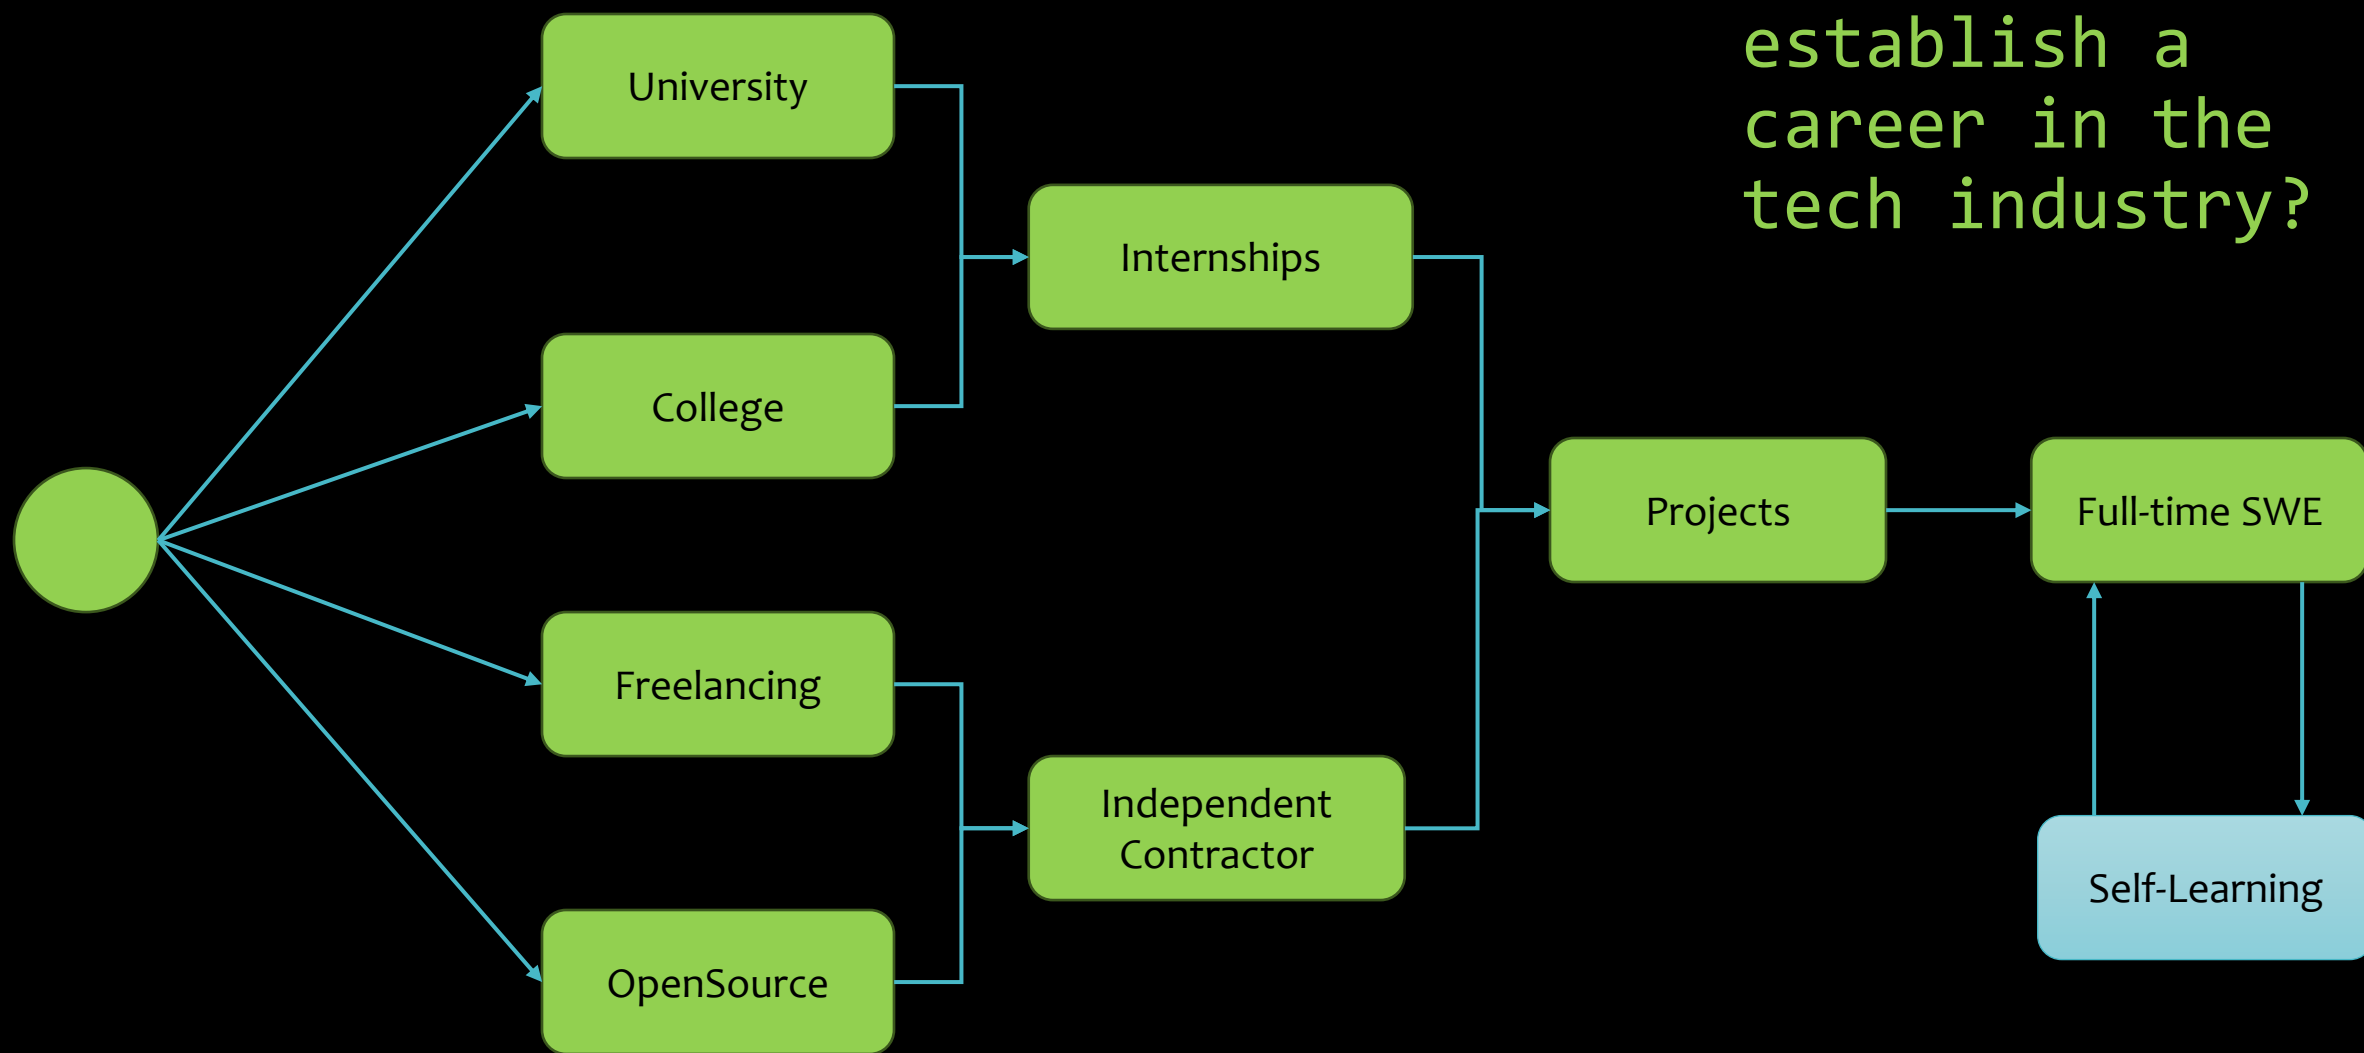 establish a
career in the
tech industry?
University
College
Freelancing
OpenSource
Internships
Independent
Contractor
Projects
Full-time SWE
Self-Learning